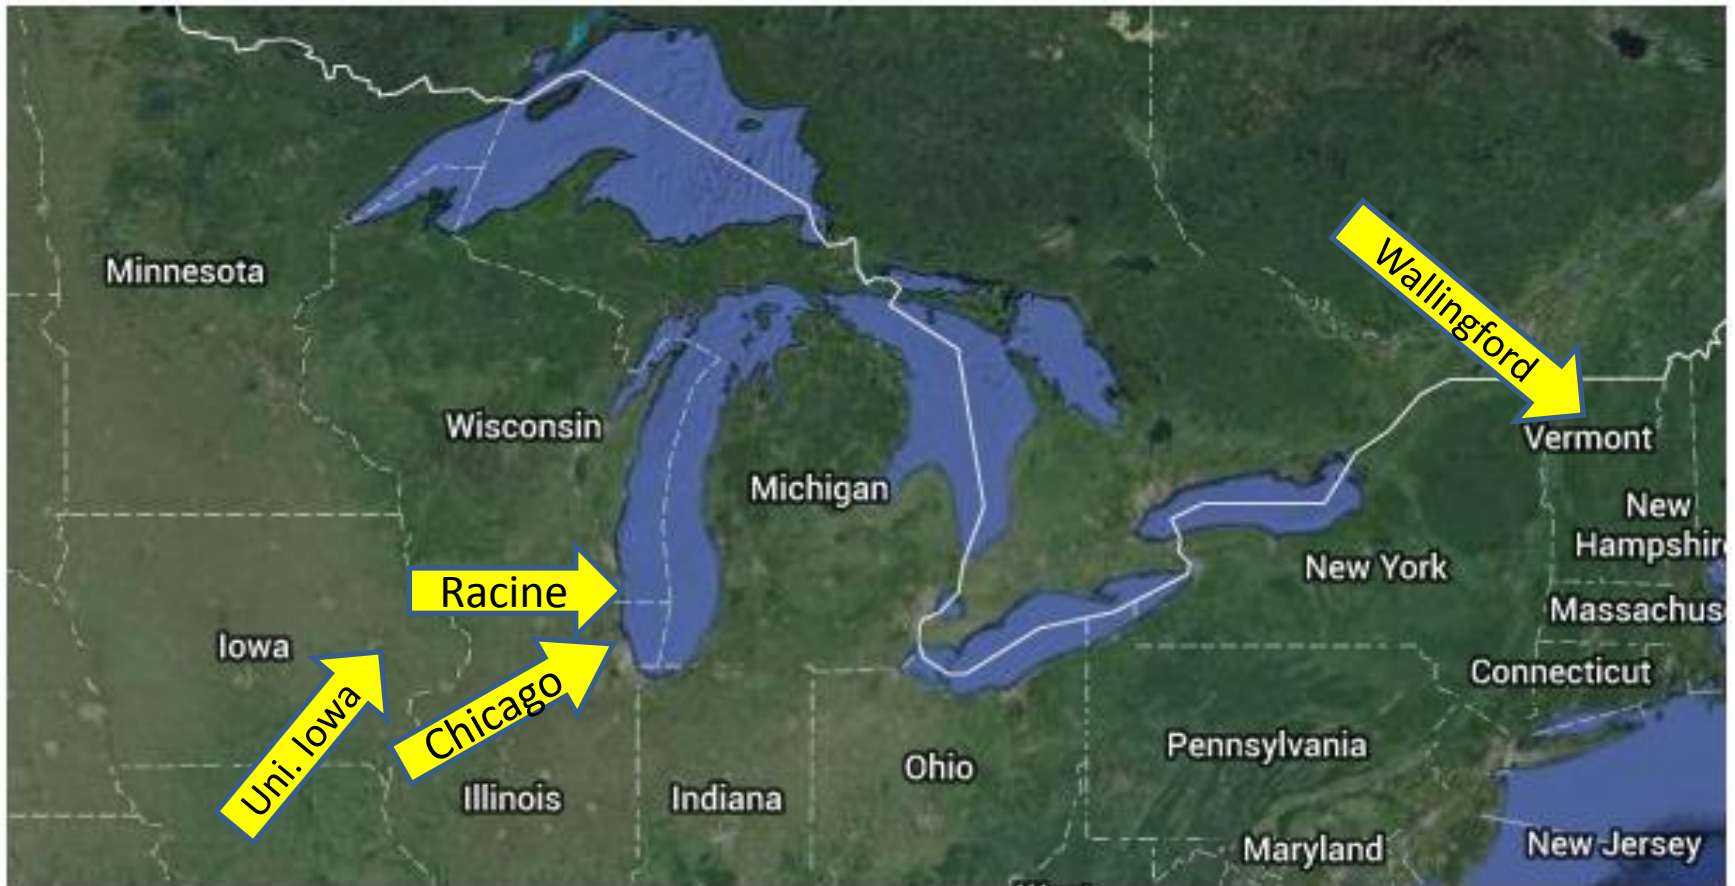 Wallingford
Minnesota
Wisconsin
Vermont
Michigan
New
Hampshir
New York
Racine
Massachus
Iowa
Connecticut
Uni. Iowa
Chicago
Pennsylvania
Ohio
Illinois
Indiana
Maryland
New Jersey